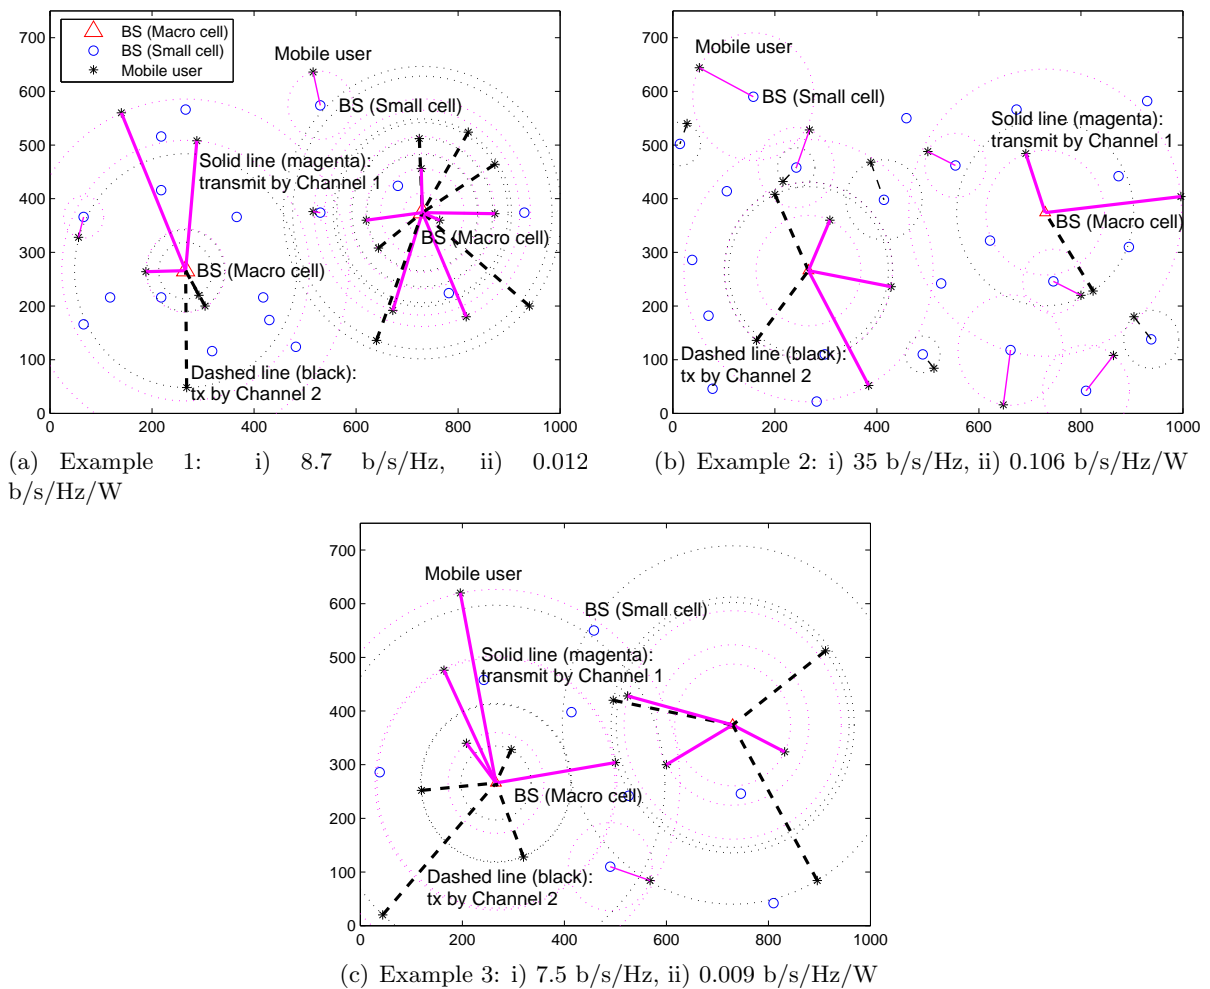 700
600
500
400
300
200
100
0
BS (Macro cell)
BS (Small cell)
Mobile user
Mobile user
BS (Small cell)
Solid line (magenta):
transmit by Channel 1
BS (Macro cell)
BS (Macro cell)
Dashed line (black):
tx by Channel 2
200
400
600
800
1000
(a) Example 1: i) 8.7 b/s/Hz, ii) 0.012
b/s/Hz/W
700
600
500
400
300
200
100
0
Mobile user
BS (Small cell)
Solid line (magenta):
transmit by Channel 1
BS (Macro cell)
Dashed line (black):
tx by Channel 2
200
400
600
800
1000
(b) Example 2: i) 35 b/s/Hz, ii) 0.106 b/s/Hz/W
700
600
500
400
300
200
100
0
Mobile user
BS (Small cell)
Solid line (magenta):
transmit by Channel 1
BS (Macro cell)
Dashed line (black):
tx by Channel 2
0
200
400
600
800
1000
(c) Example 3: i) 7.5 b/s/Hz, ii) 0.009 b/s/Hz/W